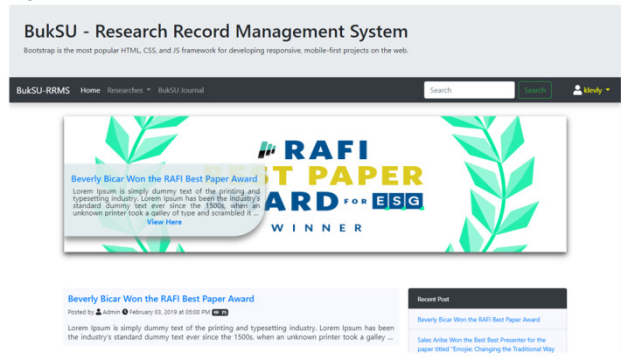 BukSU - Research Record Management System
Bootstrap is the most popular HTML, CSS, and JS framework for developing responsive, mobile-first projects on the web.
BukSU-RRMS Home Researches BukSU Journal Search Search klevly
RAFI
BEST PAPER
AWARD FOR ESG
WINNER
Beverly Bicar Won the RAFI Best Paper Award
Lorem Ipsum is simply dummy text of the printing and
typesetting industry. Lorem Ipsum has been the industry's
standard dummy text ever since the 1500s, when an
unknown printer took a galley of type and scrambled it ...
View Here
Beverly Bicar Won the RAFI Best Paper Award
Posted by Admin February 03, 2019 at 05:00 PM 75
Lorem Ipsum is simply dummy text of the printing and typesetting industry. Lorem Ipsum has been
the industry's standard dummy text ever since the 1500s, when an unknown printer took a galley ...
Recent Post
Beverly Bicar Won the RAFI Best Paper Award
Sales Aribe Won the Best Best Presenter for the
paper titled "Emojie: Changing the Traditional Way